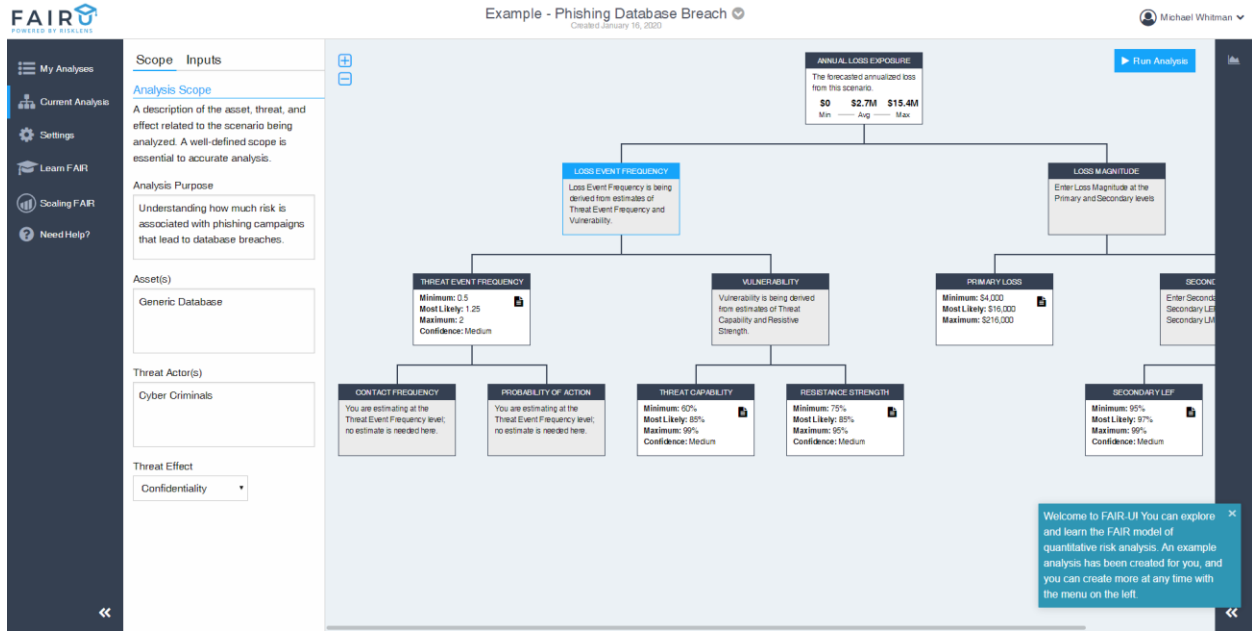 FAIR U
POWERED BY RISKLENS
Example - Phishing Database Breach
Created January 16, 2020
Michael Whitman
My Analyses
Current Analysis
Settings
Learn FAIR
Scaling FAIR
Need Help?
Scope Inputs
Analysis Scope
A description of the asset, threat, and
effect related to the scenario being
analyzed. A well-defined scope is
essential to accurate analysis.
Analysis Purpose
Understanding how much risk is
associated with phishing campaigns
that lead to database breaches.
Asset(s)
Generic Database
Threat Actor(s)
Cyber Criminals
Threat Effect
Confidentiality
Run Analysis
ANNUAL LOSS EXPOSURE
The forecasted annualized loss
from this scenario.
$0 $2.7M $15.4M
Min Avg Max
LOSS EVENT FREQUENCY
Loss Event Frequency is being
derived from estimates of
Threat Event Frequency and
Vulnerability.
LOSS MAGNITUDE
Enter Loss Magnitude at the
Primary and Secondary levels
THREAT EVENT FREQUENCY
Minimum: 0.5
Most Likely: 1.25
Maximum: 2
Confidence: Medium
VULNERABILITY
Vulnerability is being derived
from estimates of Threat
Capability and Resistive
Strength.
PRIMARY LOSS
Minimum: $4,000
Most Likely: $16,000
Maximum: $216,000
SECOND
Enter Seconda
Secondary LEF
Secondary LM
CONTACT FREQUENCY
You are estimating at the
Threat Event Frequency level;
no estimate is needed here.
PROBABILITY OF ACTION
You are estimating at the
Threat Event Frequency level;
no estimate is needed here.
THREAT CAPABILITY
Minimum: 60%
Most Likely: 85%
Maximum: 99%
Confidence: Medium
RESISTANCE STRENGTH
Minimum: 75%
Most Likely: 85%
Maximum: 95%
Confidence: Medium
SECONDARY LEF
Minimum: 95%
Most Likely: 97%
Maximum: 99%
Confidence: Medium
Welcome to FAIR-U! You can explore
and learn the FAIR model of
quantitative risk analysis. An example
analysis has been created for you, and
you can create more at any time with
the menu on the left.